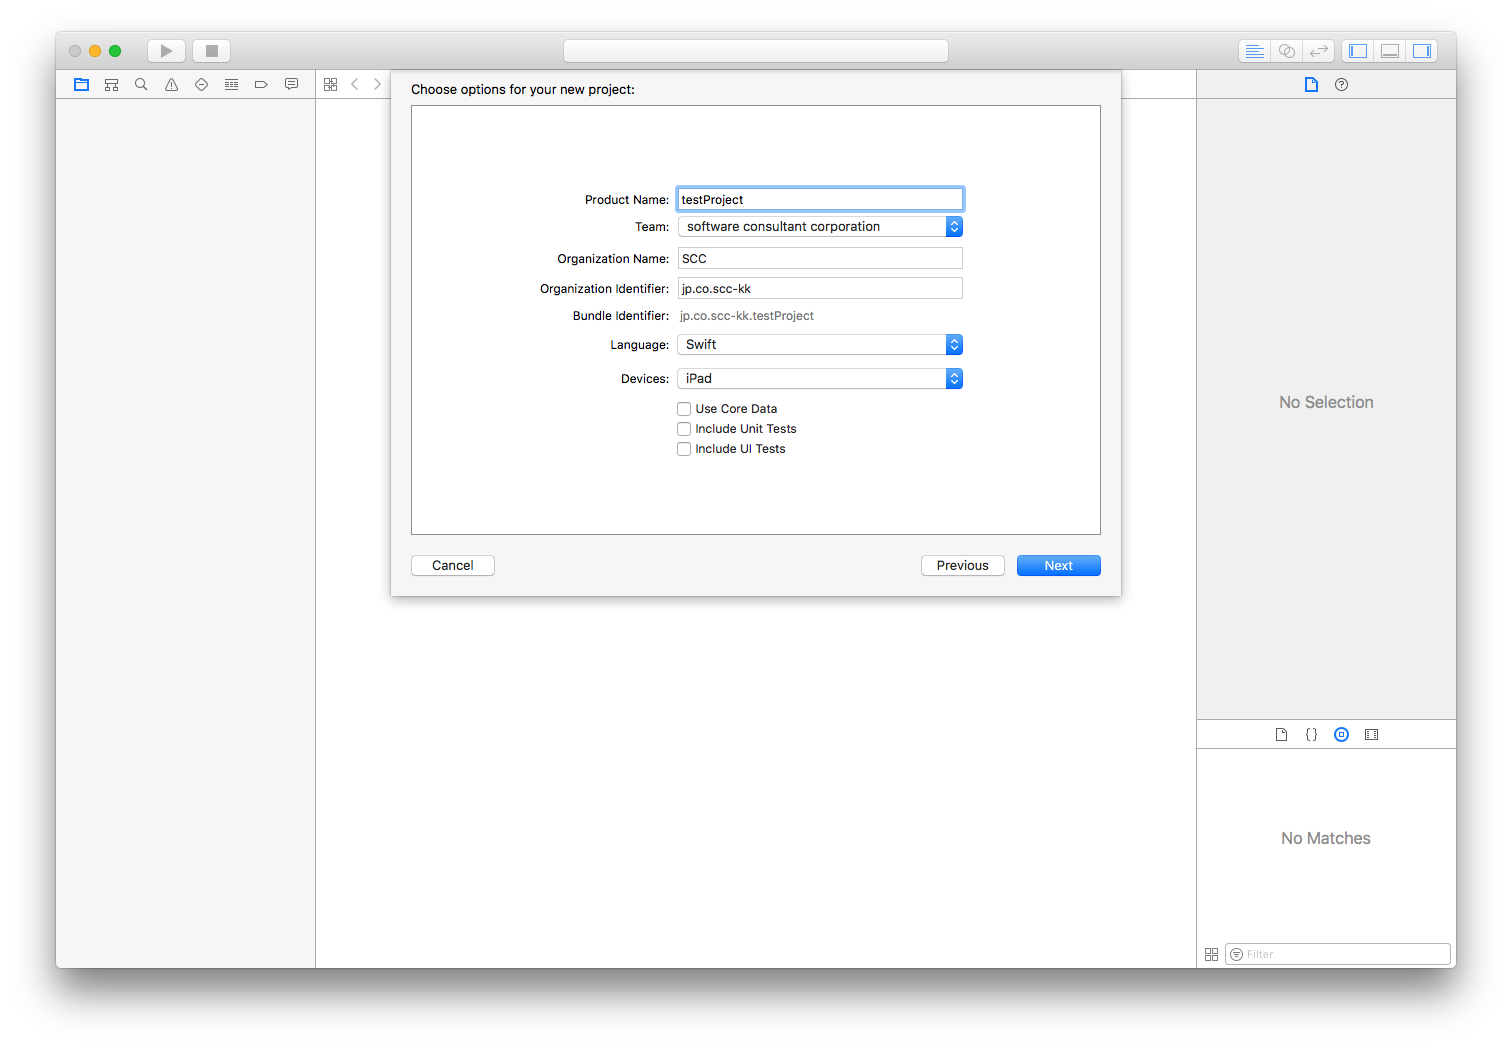 Choose options for your new project:
Product Name: testProject
Team: software consultant corporation
Organization Name: SCC
Organization Identifier: jp.co.scc-kk
Bundle Identifier: jp.co.scc-kk.testProject
Language: Swift
Devices: iPad
Use Core Data
Include Unit Tests
Include UI Tests
Cancel
Previous
Next
No Selection
No Matches
Filter